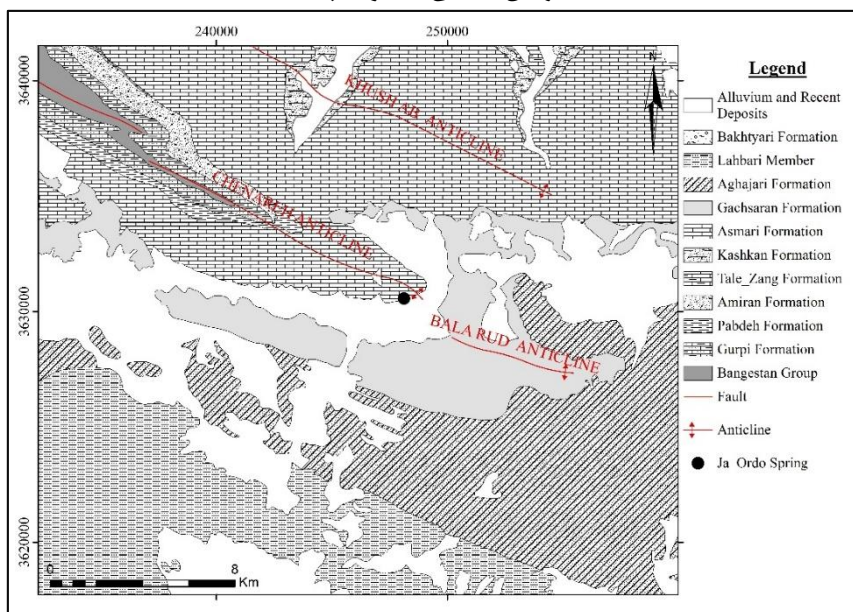 240000
250000
3640000
3630000
3620000
KHUSHAB ANTICLINE
CHENAREH ANTICLINE
BALA RUD ANTICLINE
N
0
8
Km
Legend
Alluvium and Recent
Deposits
Bakhtyari Formation
Lahbari Member
Aghajari Formation
Gachsaran Formation
Asmari Formation
Kashkan Formation
Tale_Zang Formation
Amiran Formation
Pabdeh Formation
Gurpi Formation
Bangestan Group
Fault
Anticline
Ja Ordo Spring